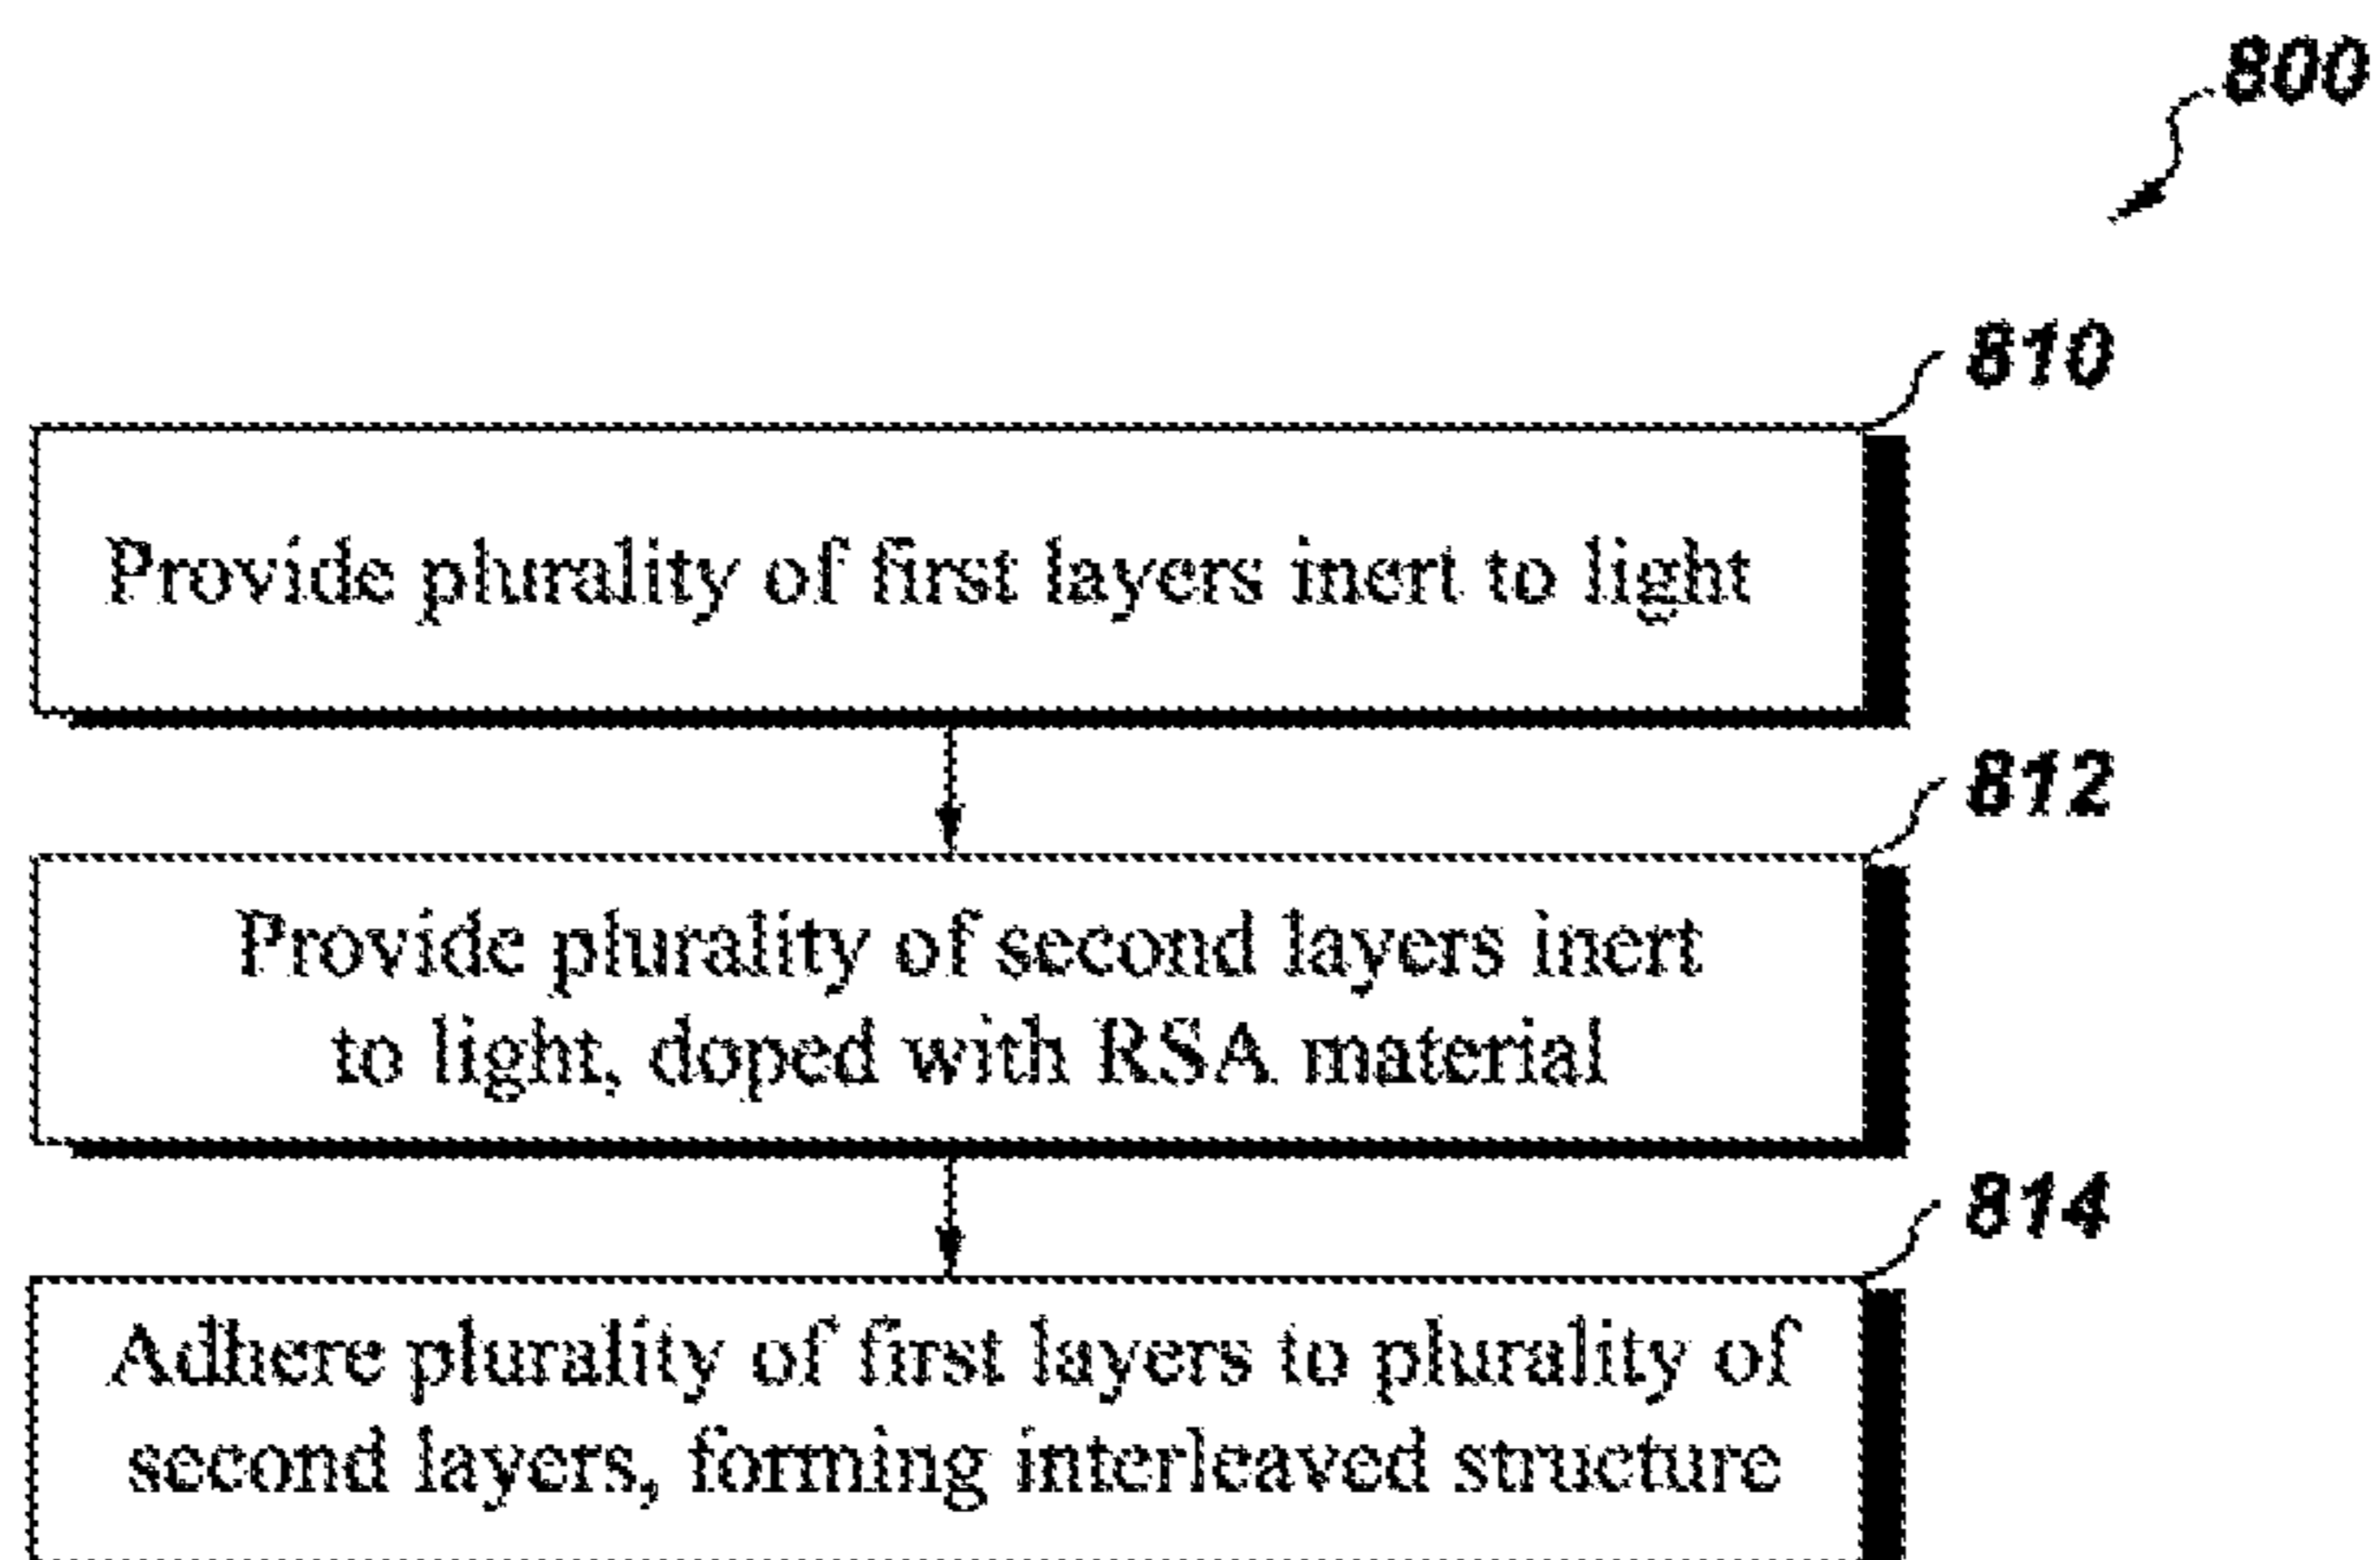 800
810
Provide plurality of first layers inert to light
812
Provide plurality of second layers inert
to light, doped with RSA material
814
Adhere plurality of first layers to plurality of
second layers, forming interleaved structure